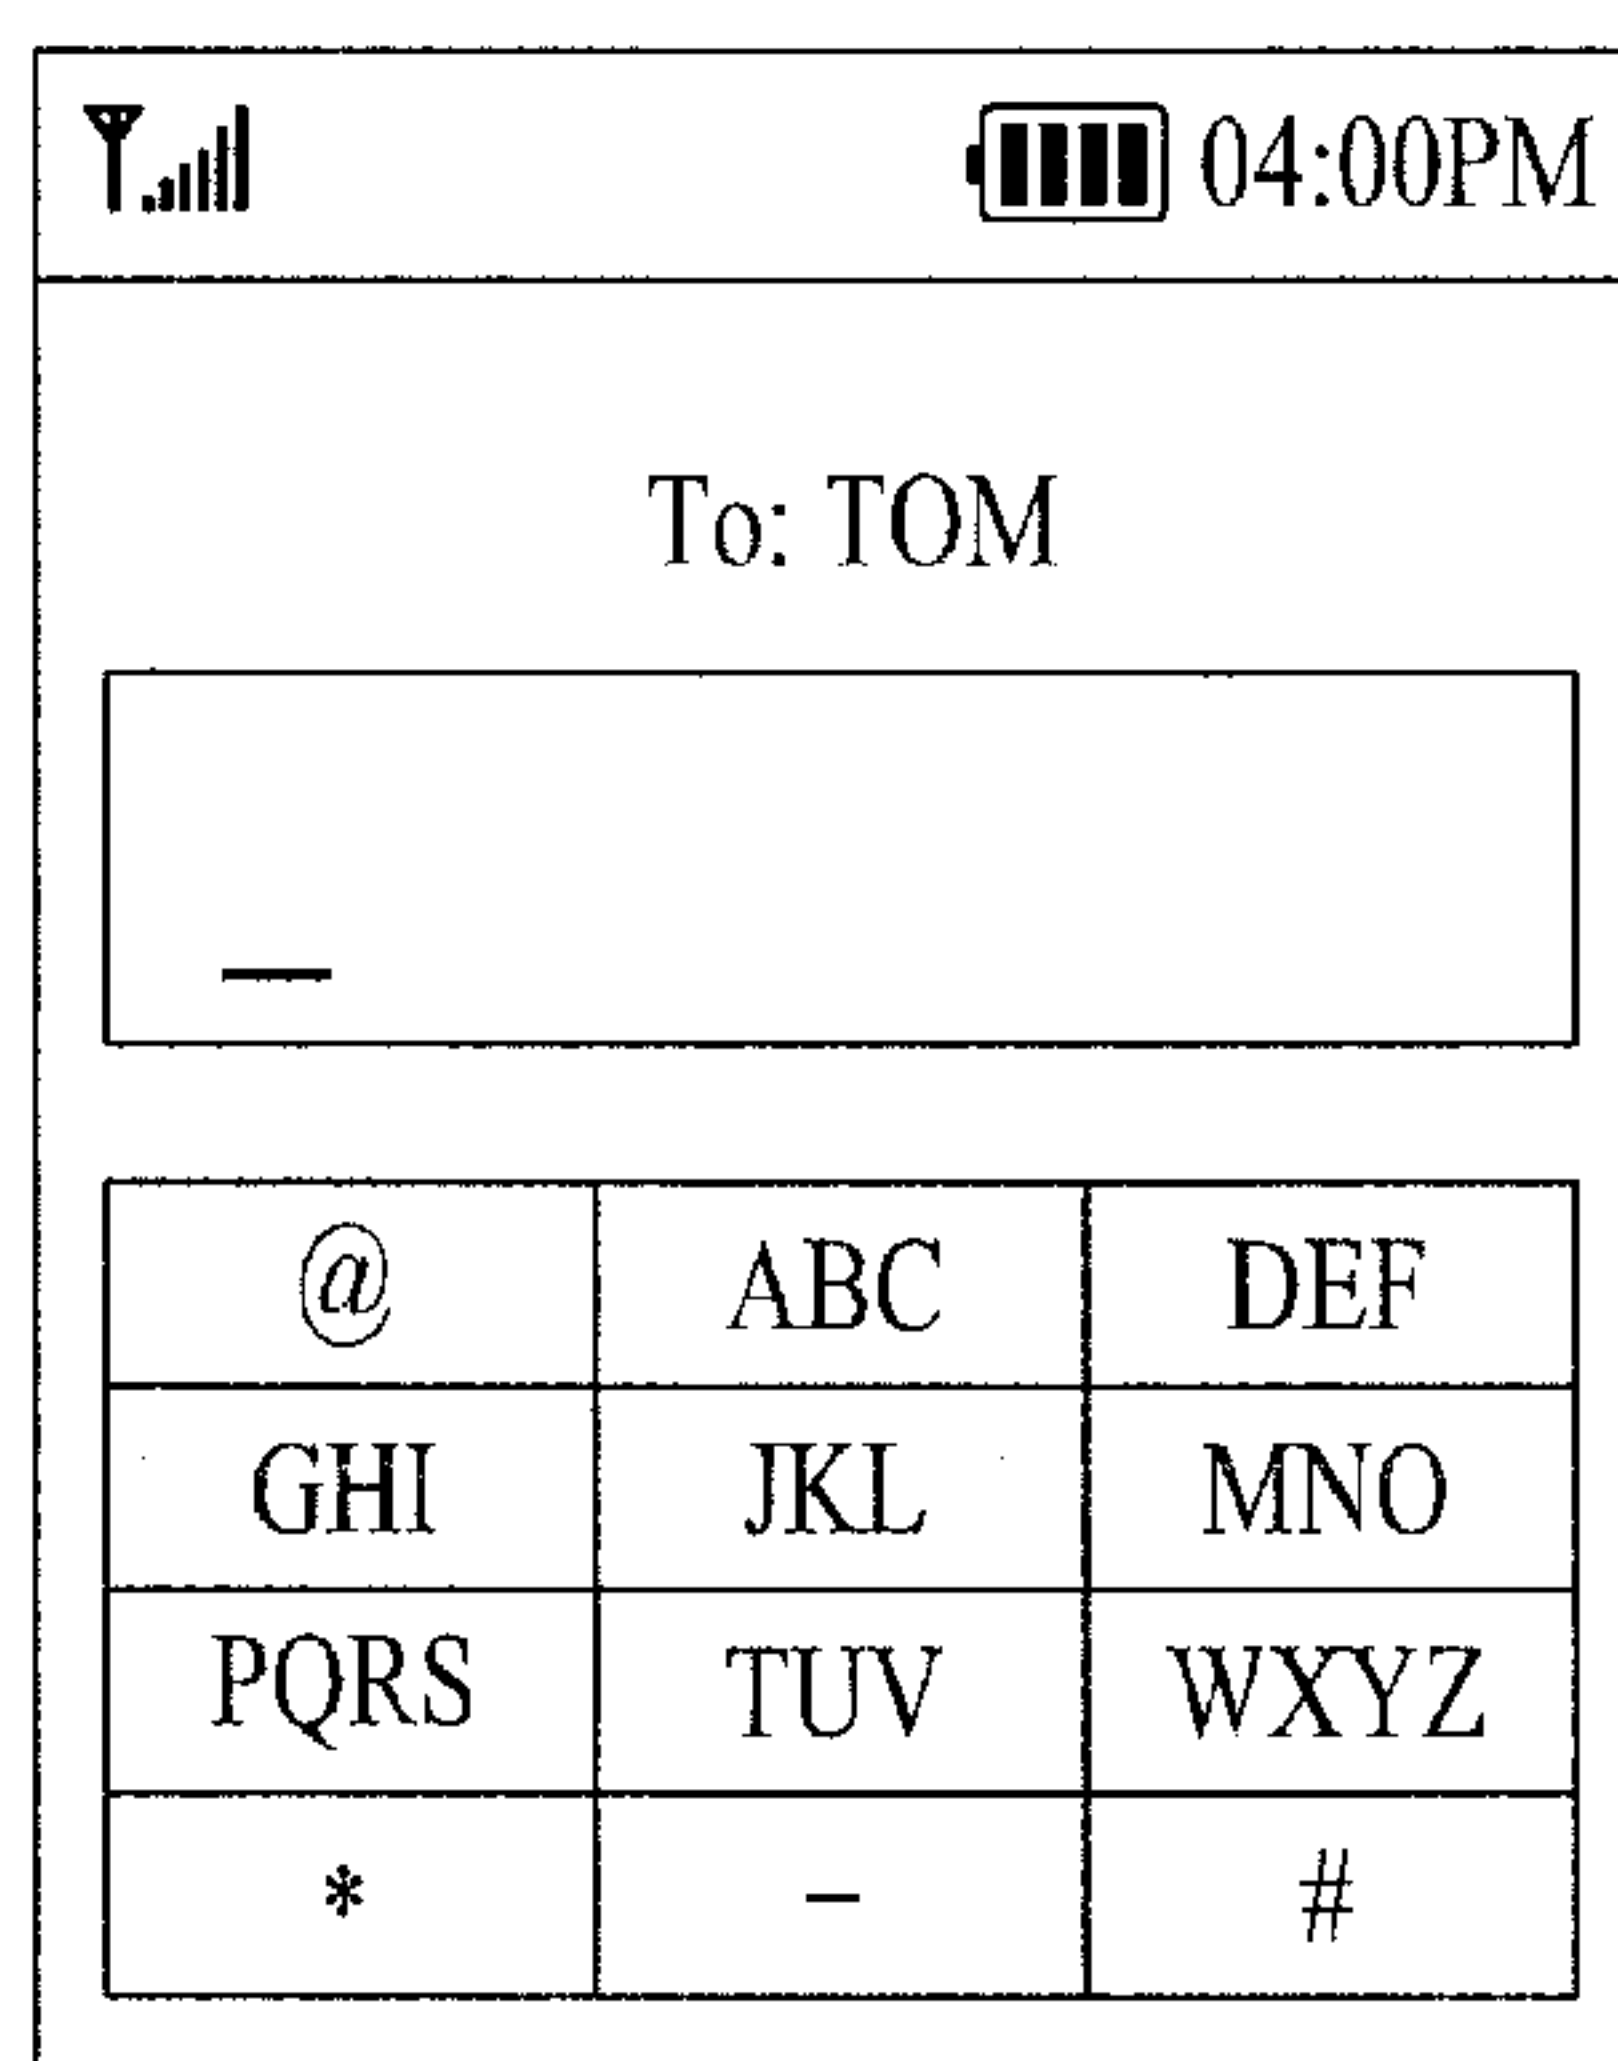 04:00PM
To: TOM
_
@ ABC DEF
GHI JKL MNO
PQRS TUV WXYZ
* – #